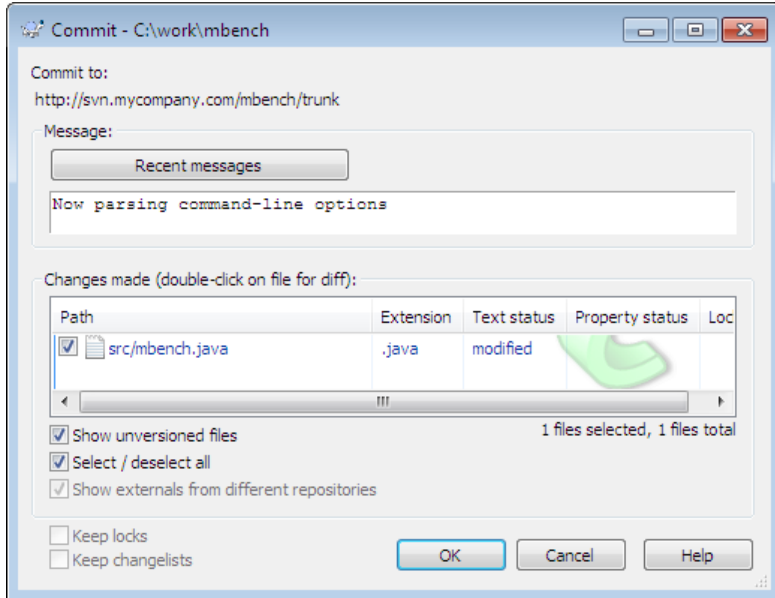 Commit - C:\work\mbench
Commit to:
http://svn.mycompany.com/mbench/trunk
Message:
Recent messages
Now parsing command-line options
Changes made (double-click on file for diff):
Path Extension Text status Property status Loc
src/mbench.java .java modified
1 files selected, 1 files total
Show unversioned files
Select / deselect all
Show externals from different repositories
Keep locks
Keep changelists
OK Cancel Help